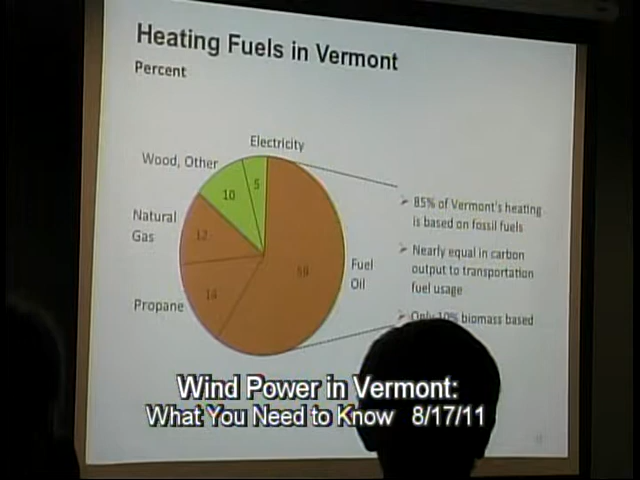 Heating Fuels in Vermont
Percent
Electricity
Wood, Other
5
10
Natural
Gas
12
Fuel
Oil
Propane
14
➤ 85% of Vermont's heating
is based on fossil fuels
➤ Nearly equal in carbon
output to transportation
fuel usage
➤ Only 10% biomass based
Wind Power in Vermont:
What You Need to Know 8/17/11